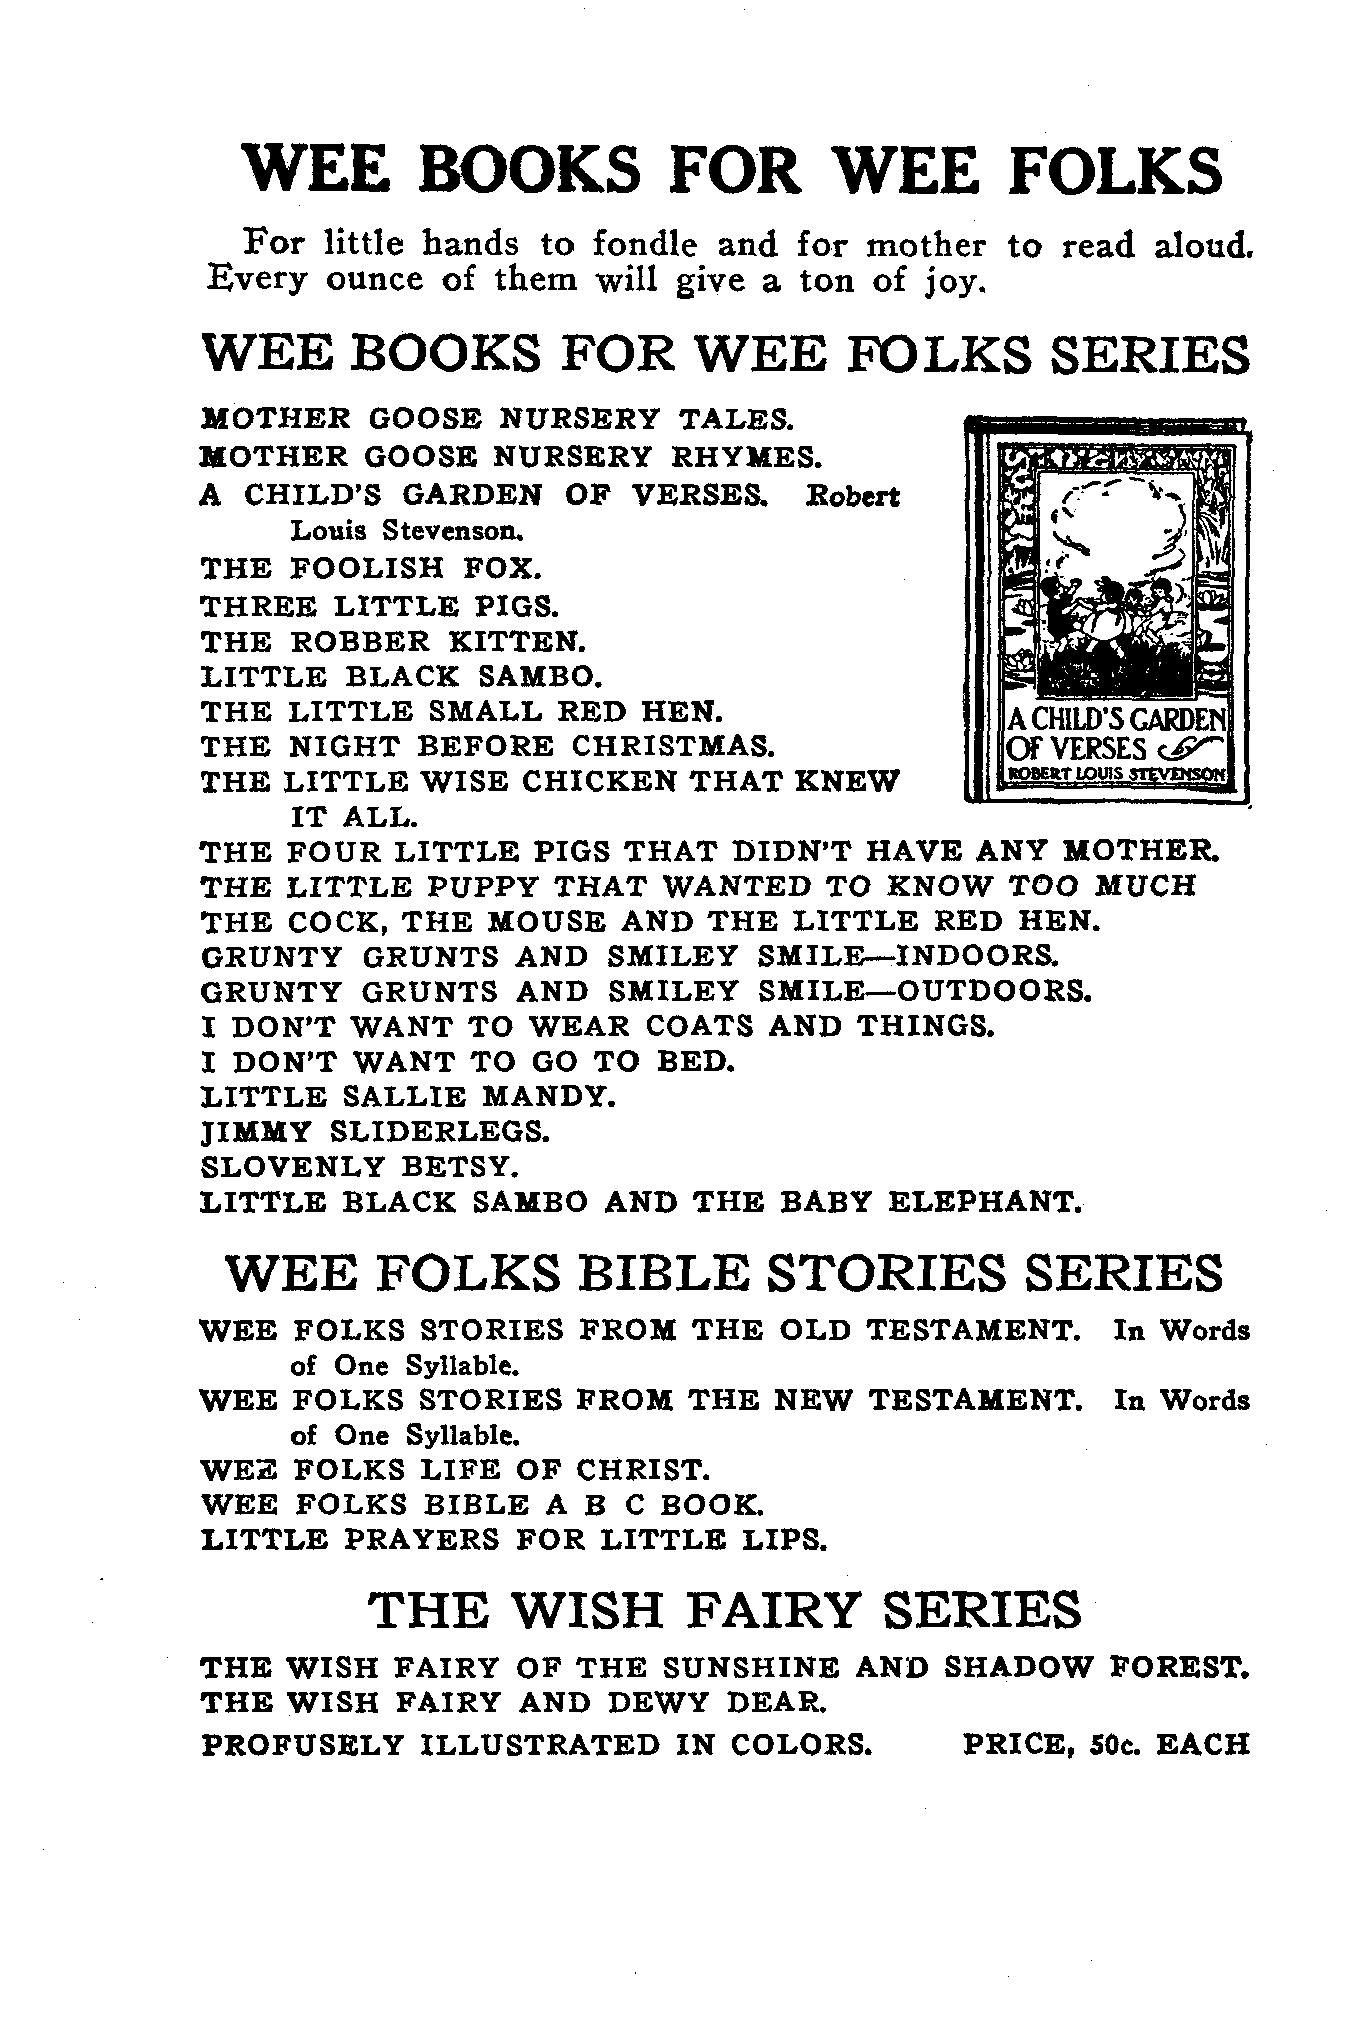 WEE BOOKS FOR WEE FOLKS
For little hands to fondle and for mother to read aloud.
Every ounce of them will give a ton of joy.
WEE BOOKS FOR WEE FOLKS SERIES
MOTHER GOOSE NURSERY TALES.
MOTHER GOOSE NURSERY RHYMES.
A CHILD'S GARDEN OF VERSES. Robert
Louis Stevenson.
THE FOOLISH FOX.
THREE LITTLE PIGS.
THE ROBBER KITTEN.
LITTLE BLACK SAMBO.
THE LITTLE SMALL RED HEN.
THE NIGHT BEFORE CHRISTMAS.
THE LITTLE WISE CHICKEN THAT KNEW
IT ALL.
A CHILD'S GARDEN
OF VERSES
ROBERT LOUIS STEVENSON
THE FOUR LITTLE PIGS THAT DIDN'T HAVE ANY MOTHER.
THE LITTLE PUPPY THAT WANTED TO KNOW TOO MUCH
THE COCK, THE MOUSE AND THE LITTLE RED HEN.
GRUNTY GRUNTS AND SMILEY SMILE—INDOORS.
GRUNTY GRUNTS AND SMILEY SMILE—OUTDOORS.
I DON'T WANT TO WEAR COATS AND THINGS.
I DON'T WANT TO GO TO BED.
LITTLE SALLIE MANDY.
JIMMY SLIDERLEGS.
SLOVENLY BETSY.
LITTLE BLACK SAMBO AND THE BABY ELEPHANT.
WEE FOLKS BIBLE STORIES SERIES
WEE FOLKS STORIES FROM THE OLD TESTAMENT. In Words
of One Syllable.
WEE FOLKS STORIES FROM THE NEW TESTAMENT. In Words
of One Syllable.
WEE FOLKS LIFE OF CHRIST.
WEE FOLKS BIBLE A B C BOOK.
LITTLE PRAYERS FOR LITTLE LIPS.
THE WISH FAIRY SERIES
THE WISH FAIRY OF THE SUNSHINE AND SHADOW FOREST.
THE WISH FAIRY AND DEWY DEAR.
PROFUSELY ILLUSTRATED IN COLORS. PRICE, 50c. EACH